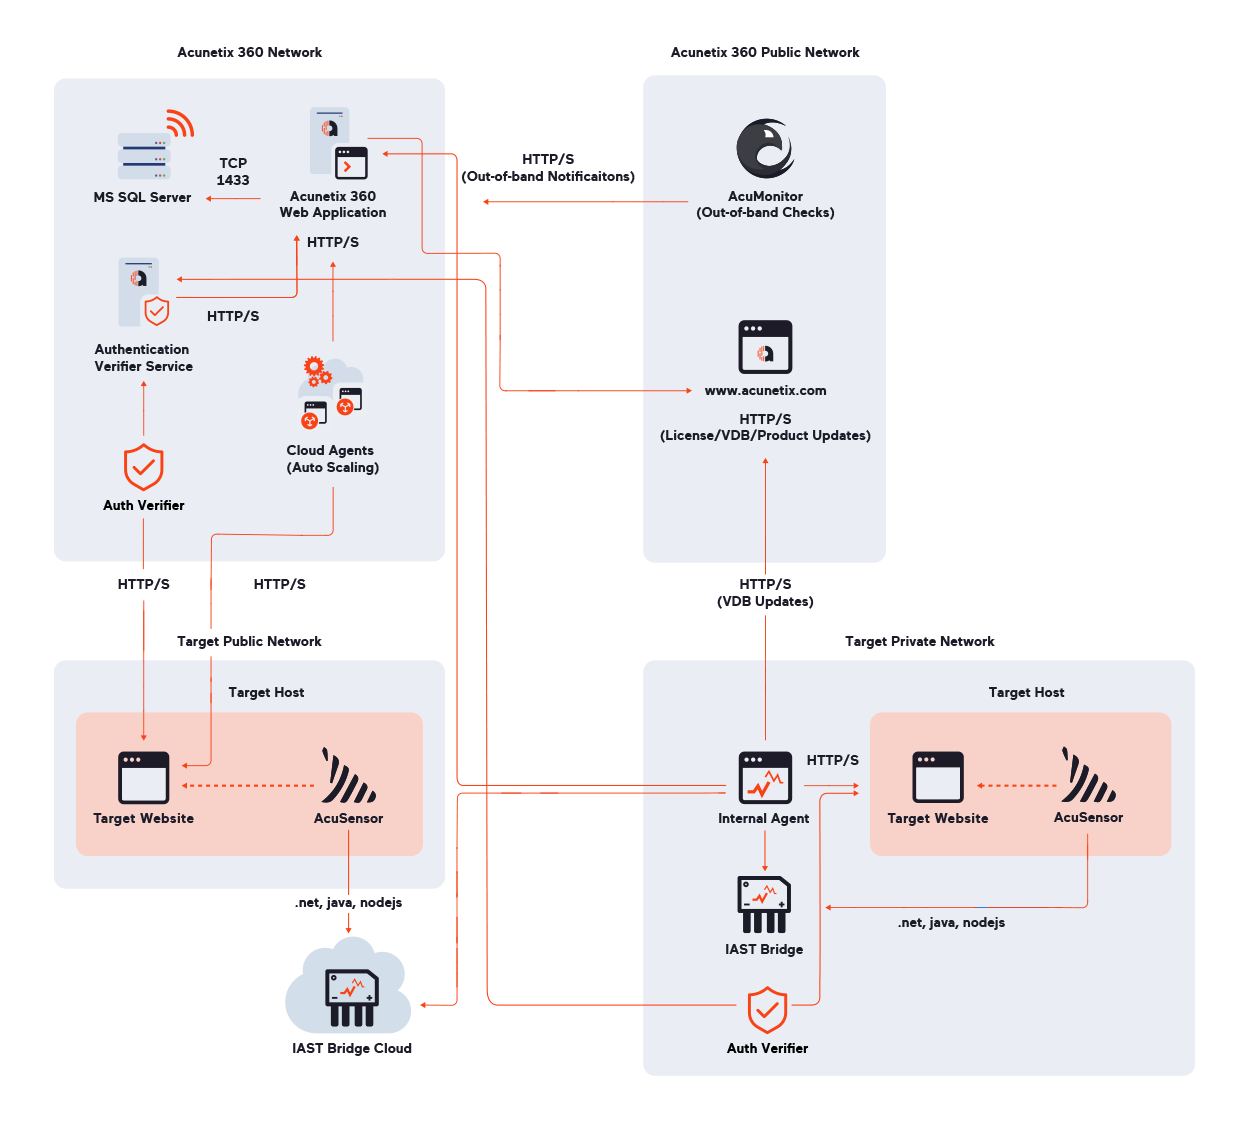 Acunetix 360 Network
Acunetix 360 Public Network
TCP
1433
MS SQL Server
Acunetix 360
Web Application
HTTP/S
HTTP/S
(Out-of-band Notificaitons)
AcuMonitor
(Out-of-band Checks)
HTTP/S
Authentication
Verifier Service
Cloud Agents
(Auto Scaling)
Auth Verifier
www.acunetix.com
HTTP/S
(License/VDB/Product Updates)
HTTP/S
HTTP/S
HTTP/S
(VDB Updates)
Target Public Network
Target Private Network
Target Host
Target Website
AcuSensor
.net, java, nodejs
IAST Bridge Cloud
Target Host
HTTP/S
Internal Agent
Target Website
AcuSensor
.net, java, nodejs
IAST Bridge
Auth Verifier